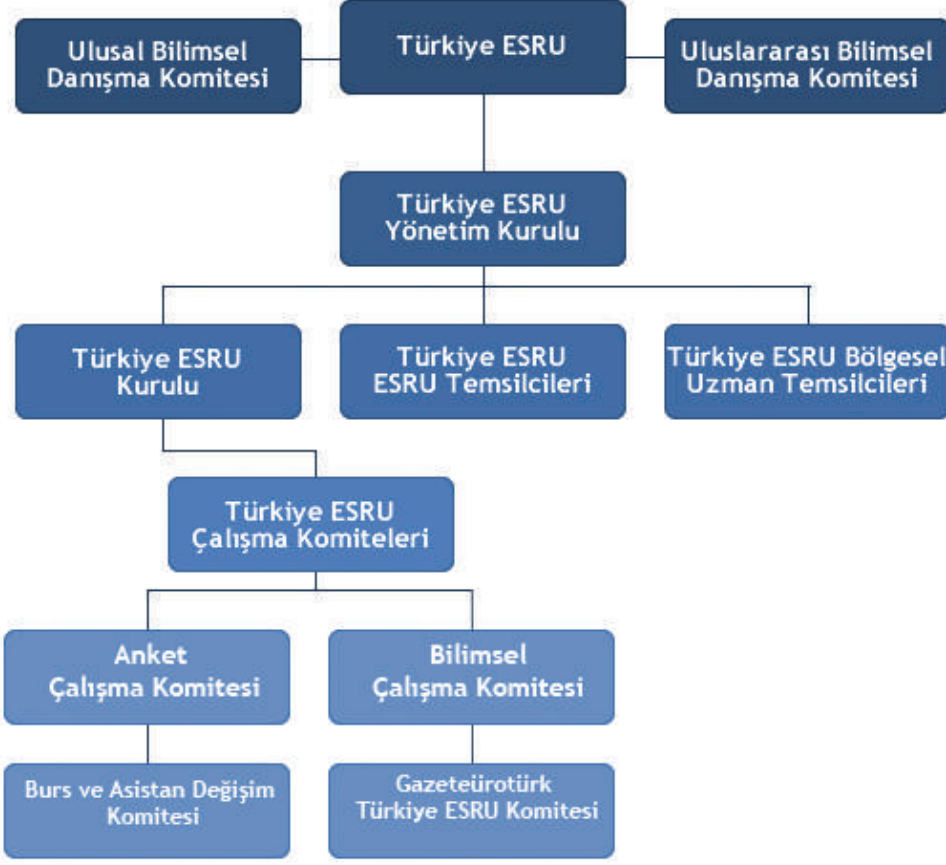 Ulusal Bilimsel
Danışma Komitesi
Türkiye ESRU
Uluslararası Bilimsel
Danışma Komitesi
Türkiye ESRU
Yönetim Kurulu
Türkiye ESRU
Kurulu
Türkiye ESRU
ESRU Temsilcileri
Türkiye ESRU Bölgesel
Uzman Temsilcileri
Türkiye ESRU
Çalışma Komiteleri
Anket
Çalışma Komitesi
Bilimsel
Çalışma Komitesi
Burs ve Asistan Değişim
Komitesi
Gazeteürotürk
Türkiye ESRU Komitesi